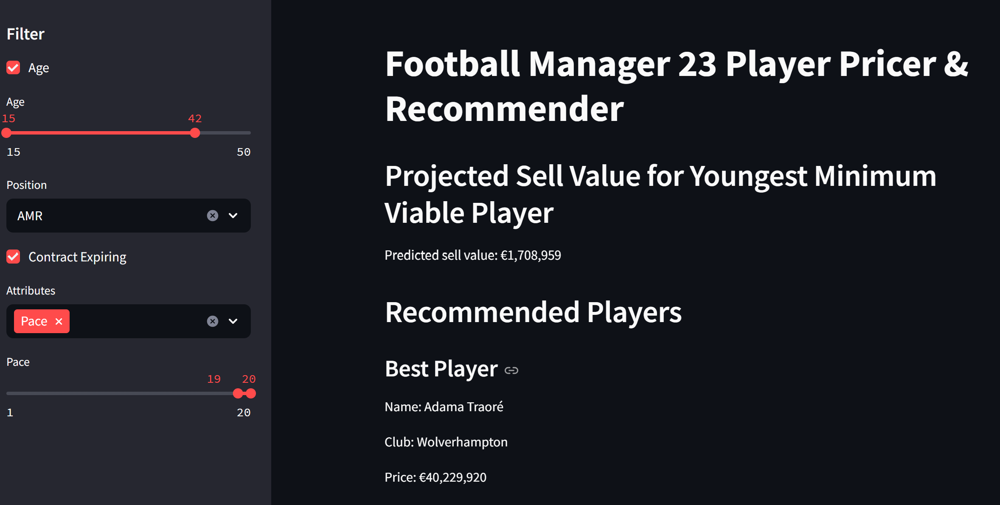 Filter
Age
Age
15 42
15 50
Position
AMR
Contract Expiring
Attributes
Pace
Pace
19 20
1 20
Football Manager 23 Player Pricer &
Recommender
Projected Sell Value for Youngest Minimum
Viable Player
Predicted sell value: €1,708,959
Recommended Players
Best Player
Name: Adama Traoré
Club: Wolverhampton
Price: €40,229,920